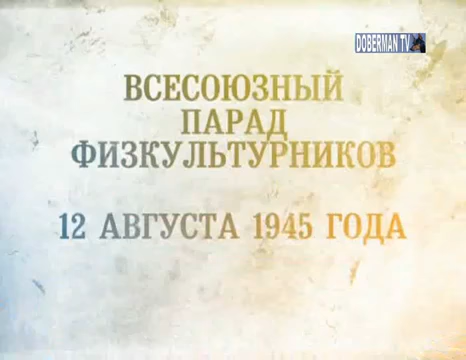 DOBERMAN TV
ВСЕСОЮЗНЫЙ
ПАРАД
ФИЗКУЛЬТУРНИКОВ
12 АВГУСТА 1945 ГОДА